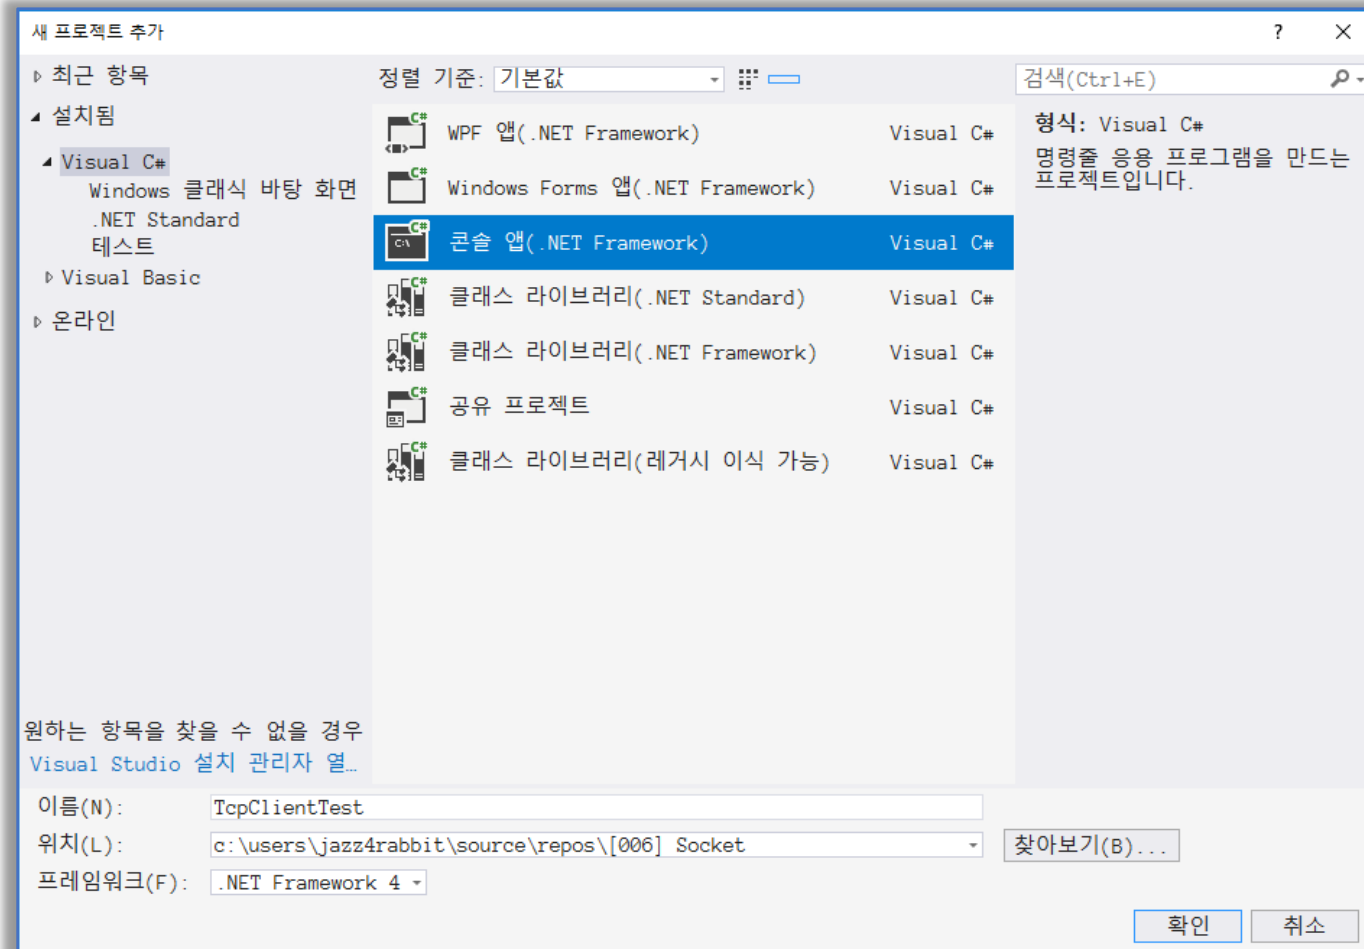 새 프로젝트 추가
?
최근 항목
설치됨
Visual C#
Windows 클래식 바탕 화면
.NET Standard
테스트
Visual Basic
온라인
원하는 항목을 찾을 수 없을 경우
Visual Studio 설치 관리자 열…
정렬 기준: 기본값
C# WPF 앱(.NET Framework) Visual C#
C# Windows Forms 앱(.NET Framework) Visual C#
C# C:\ 콘솔 앱(.NET Framework) Visual C#
C# 클래스 라이브러리(.NET Standard) Visual C#
C# 클래스 라이브러리(.NET Framework) Visual C#
C# 공유 프로젝트 Visual C#
C# 클래스 라이브러리(레거시 이식 가능) Visual C#
검색(Ctrl+E)
형식: Visual C#
명령줄 응용 프로그램을 만드는
프로젝트입니다.
이름(N): TcpClientTest
위치(L): c:\users\jazz4rabbit\source\repos\[006] Socket 찾아보기(B)...
프레임워크(F): .NET Framework 4
확인 취소